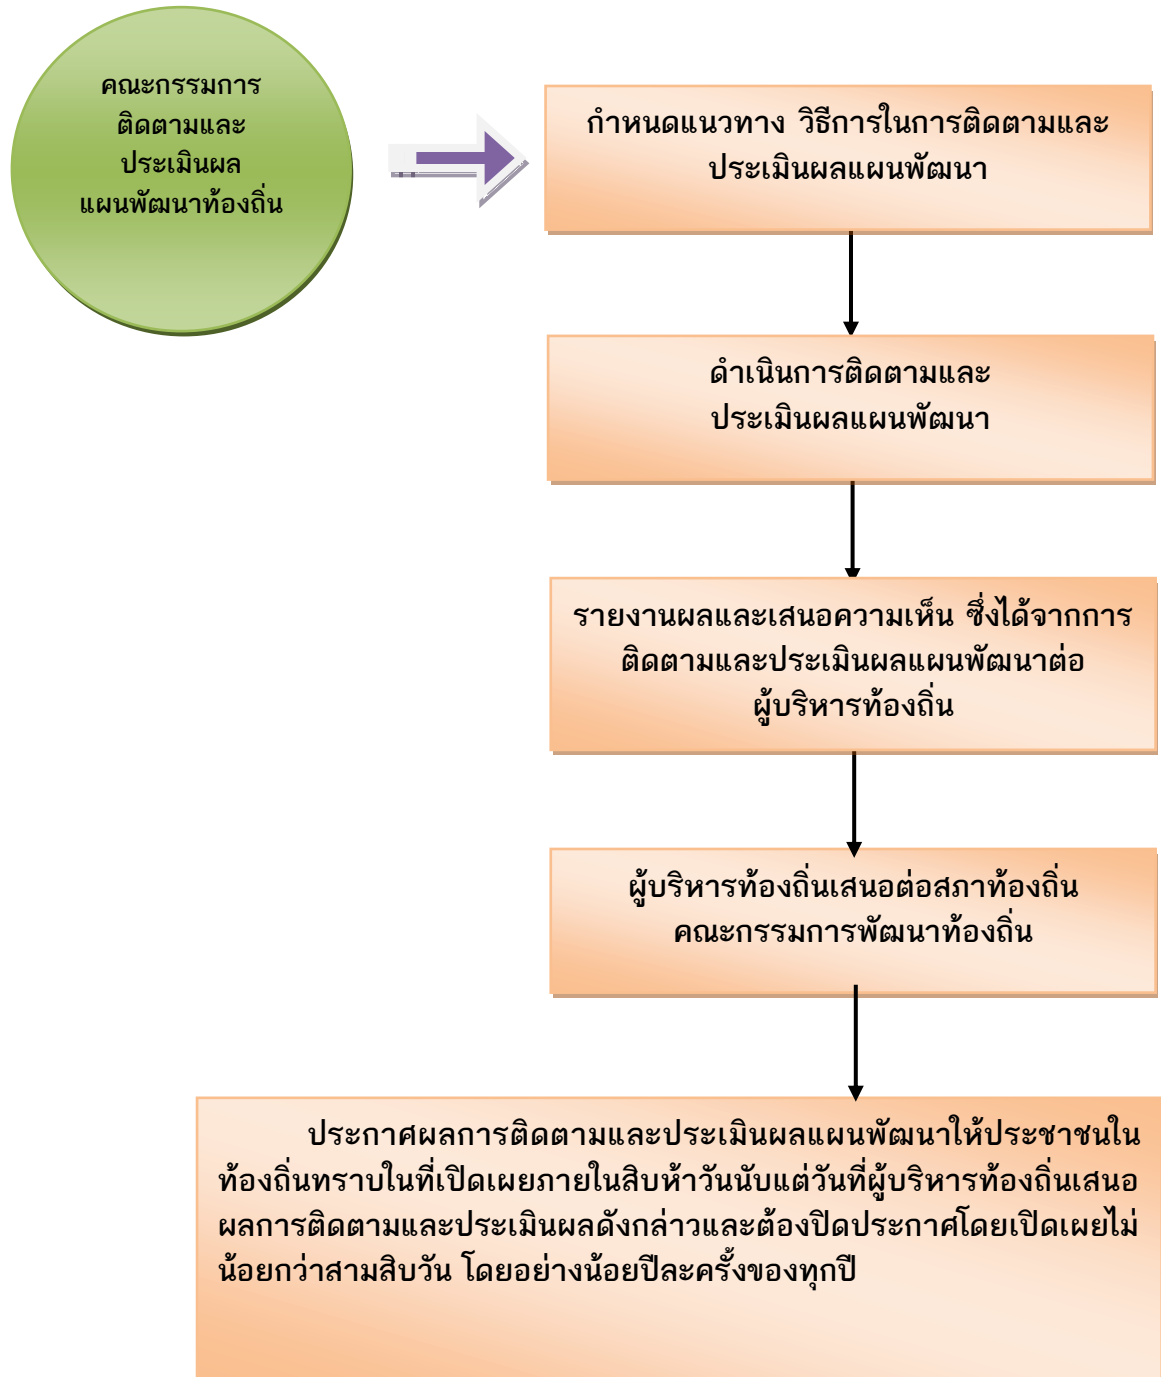 คณะกรรมการ
ติดตามและ
ประเมินผล
แผนพัฒนาท้องถิ่น
กำหนดแนวทาง วิธีการในการติดตามและ
ประเมินผลแผนพัฒนา
ดำเนินการติดตามและ
ประเมินผลแผนพัฒนา
รายงานผลและเสนอความเห็น ซึ่งได้จากการ
ติดตามและประเมินผลแผนพัฒนาต่อ
ผู้บริหารท้องถิ่น
ผู้บริหารท้องถิ่นเสนอต่อสภาท้องถิ่น
คณะกรรมการพัฒนาท้องถิ่น
ประกาศผลการติดตามและประเมินผลแผนพัฒนาให้ประชาชนใน
ท้องถิ่นทราบในที่เปิดเผยภายในสิบห้าวันนับแต่วันที่ผู้บริหารท้องถิ่นเสนอ
ผลการติดตามและประเมินผลดังกล่าวและต้องปิดประกาศโดยเปิดเผยไม่
น้อยกว่าสามสิบวัน โดยอย่างน้อยปีละครั้งของทุกปี